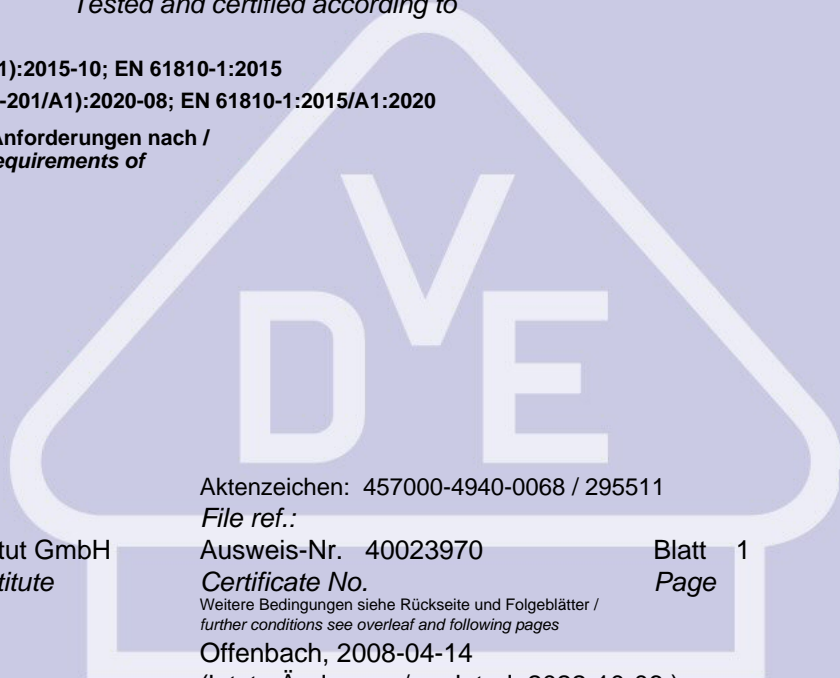 Tested and certified according to
1):2015-10; EN 61810-1:2015
-201/A1):2020-08; EN 61810-1:2015/A1:2020
Anforderungen nach /
equirements of
VDE
Aktenzeichen: 457000-4940-0068 / 295511
File ref.:
tut GmbH Ausweis-Nr. 40023970 Blatt 1
titute Certificate No. Page
Weitere Bedingungen siehe Rückseite und Folgeblätter /
further conditions see overleaf and following pages
Offenbach, 2008-04-14